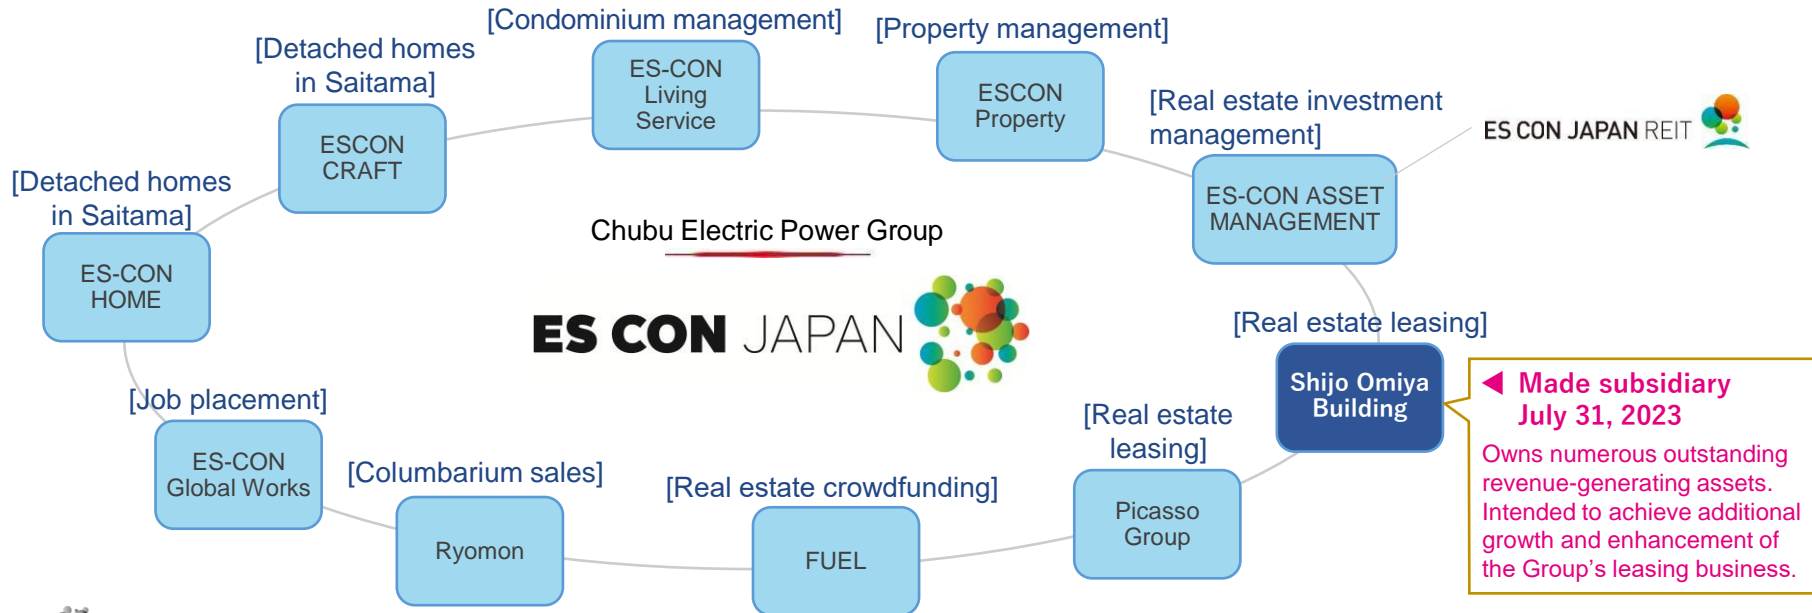 [Condominium management]
ES-CON
Living
Service
[Property management]
ESCON
Property
[Detached homes
in Saitama]
ESCON
CRAFT
[Real estate investment
management]
ES-CON ASSET
MANAGEMENT
ES CON JAPAN REIT
[Detached homes
in Saitama]
ES-CON
HOME
Chubu Electric Power Group
ES CON JAPAN
[Real estate leasing]
Shijo Omiya
Building
◀ Made subsidiary
July 31, 2023
Owns numerous outstanding
revenue-generating assets.
Intended to achieve additional
growth and enhancement of
the Group’s leasing business.
[Job placement]
ES-CON
Global Works
[Columbarium sales]
Ryomon
[Real estate crowdfunding]
FUEL
[Real estate
leasing]
Picasso
Group